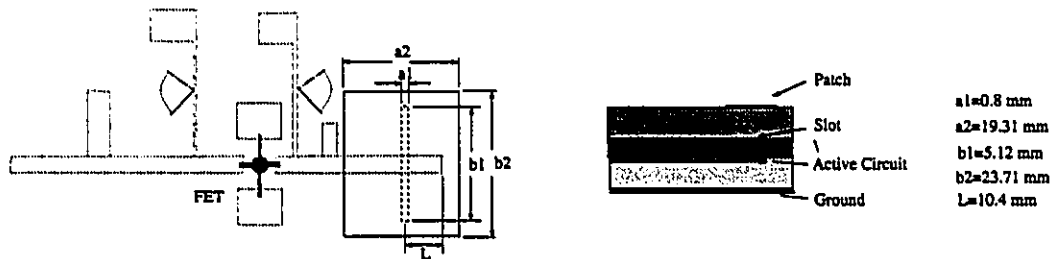 a2
a
b1
b2
FET
L
Patch
Slot
Active Circuit
Ground
a1=0.8 mm
a2=19.31 mm
b1=5.12 mm
b2=23.71 mm
L=10.4 mm